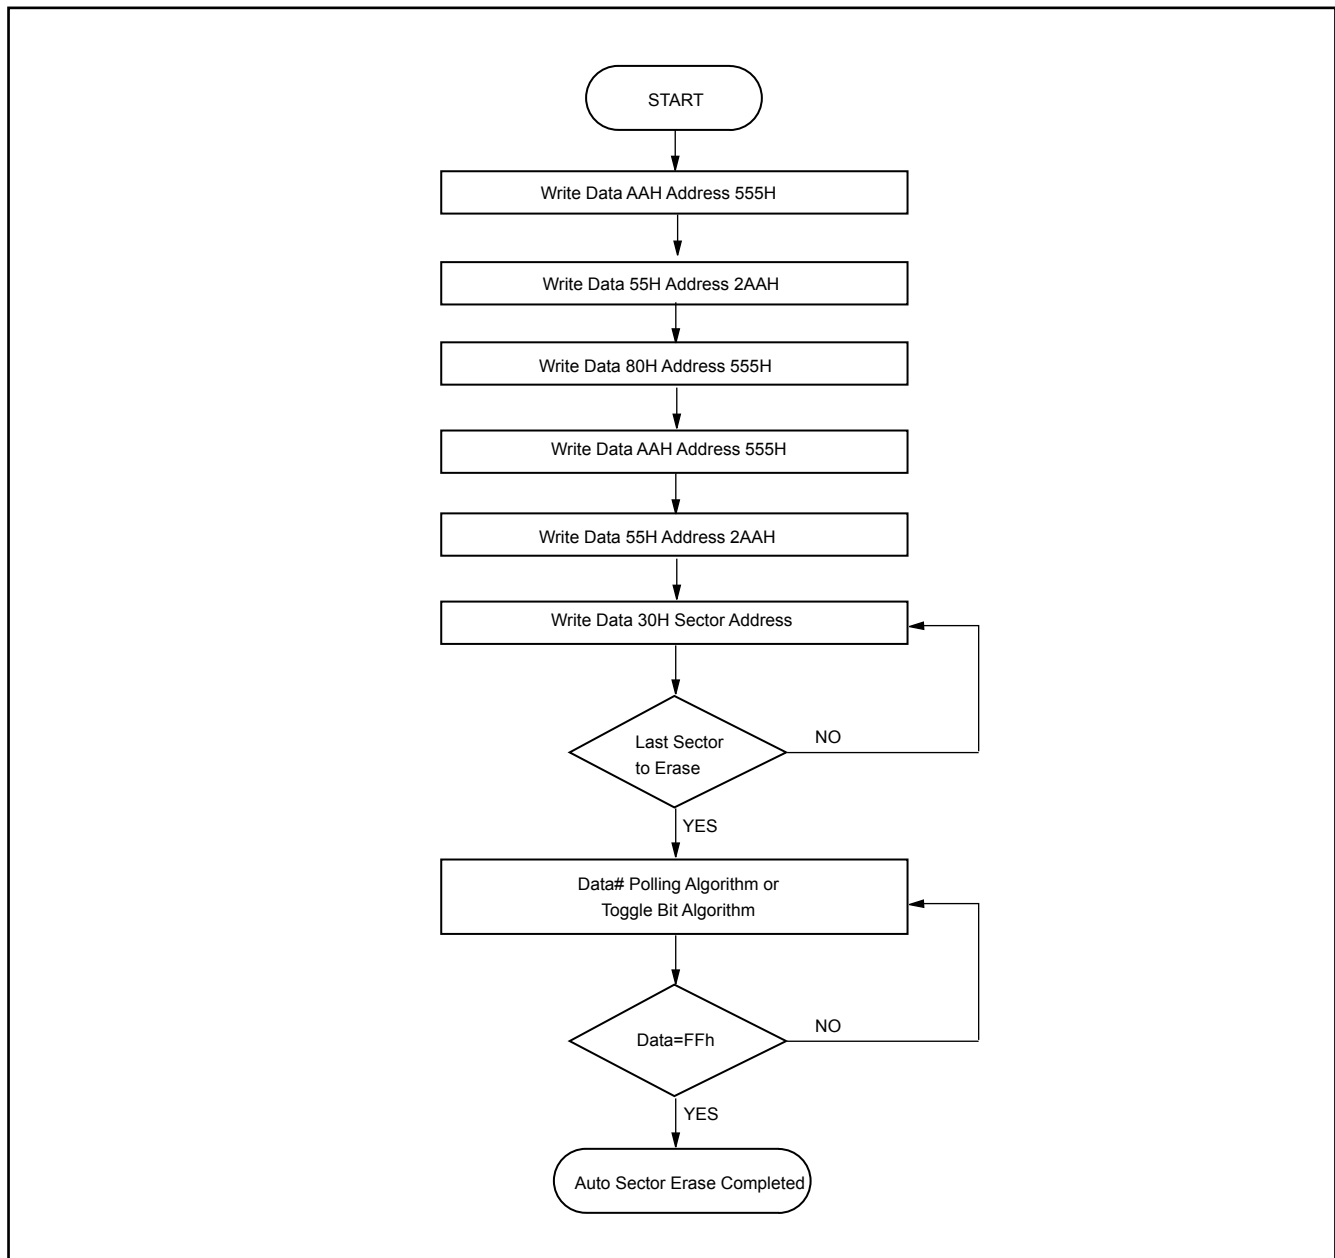 START
Write Data AAH Address 555H
Write Data 55H Address 2AAH
Write Data 80H Address 555H
Write Data AAH Address 555H
Write Data 55H Address 2AAH
Write Data 30H Sector Address
Last Sector
to Erase
NO
YES
Data# Polling Algorithm or
Toggle Bit Algorithm
Data=FFh
NO
YES
Auto Sector Erase Completed